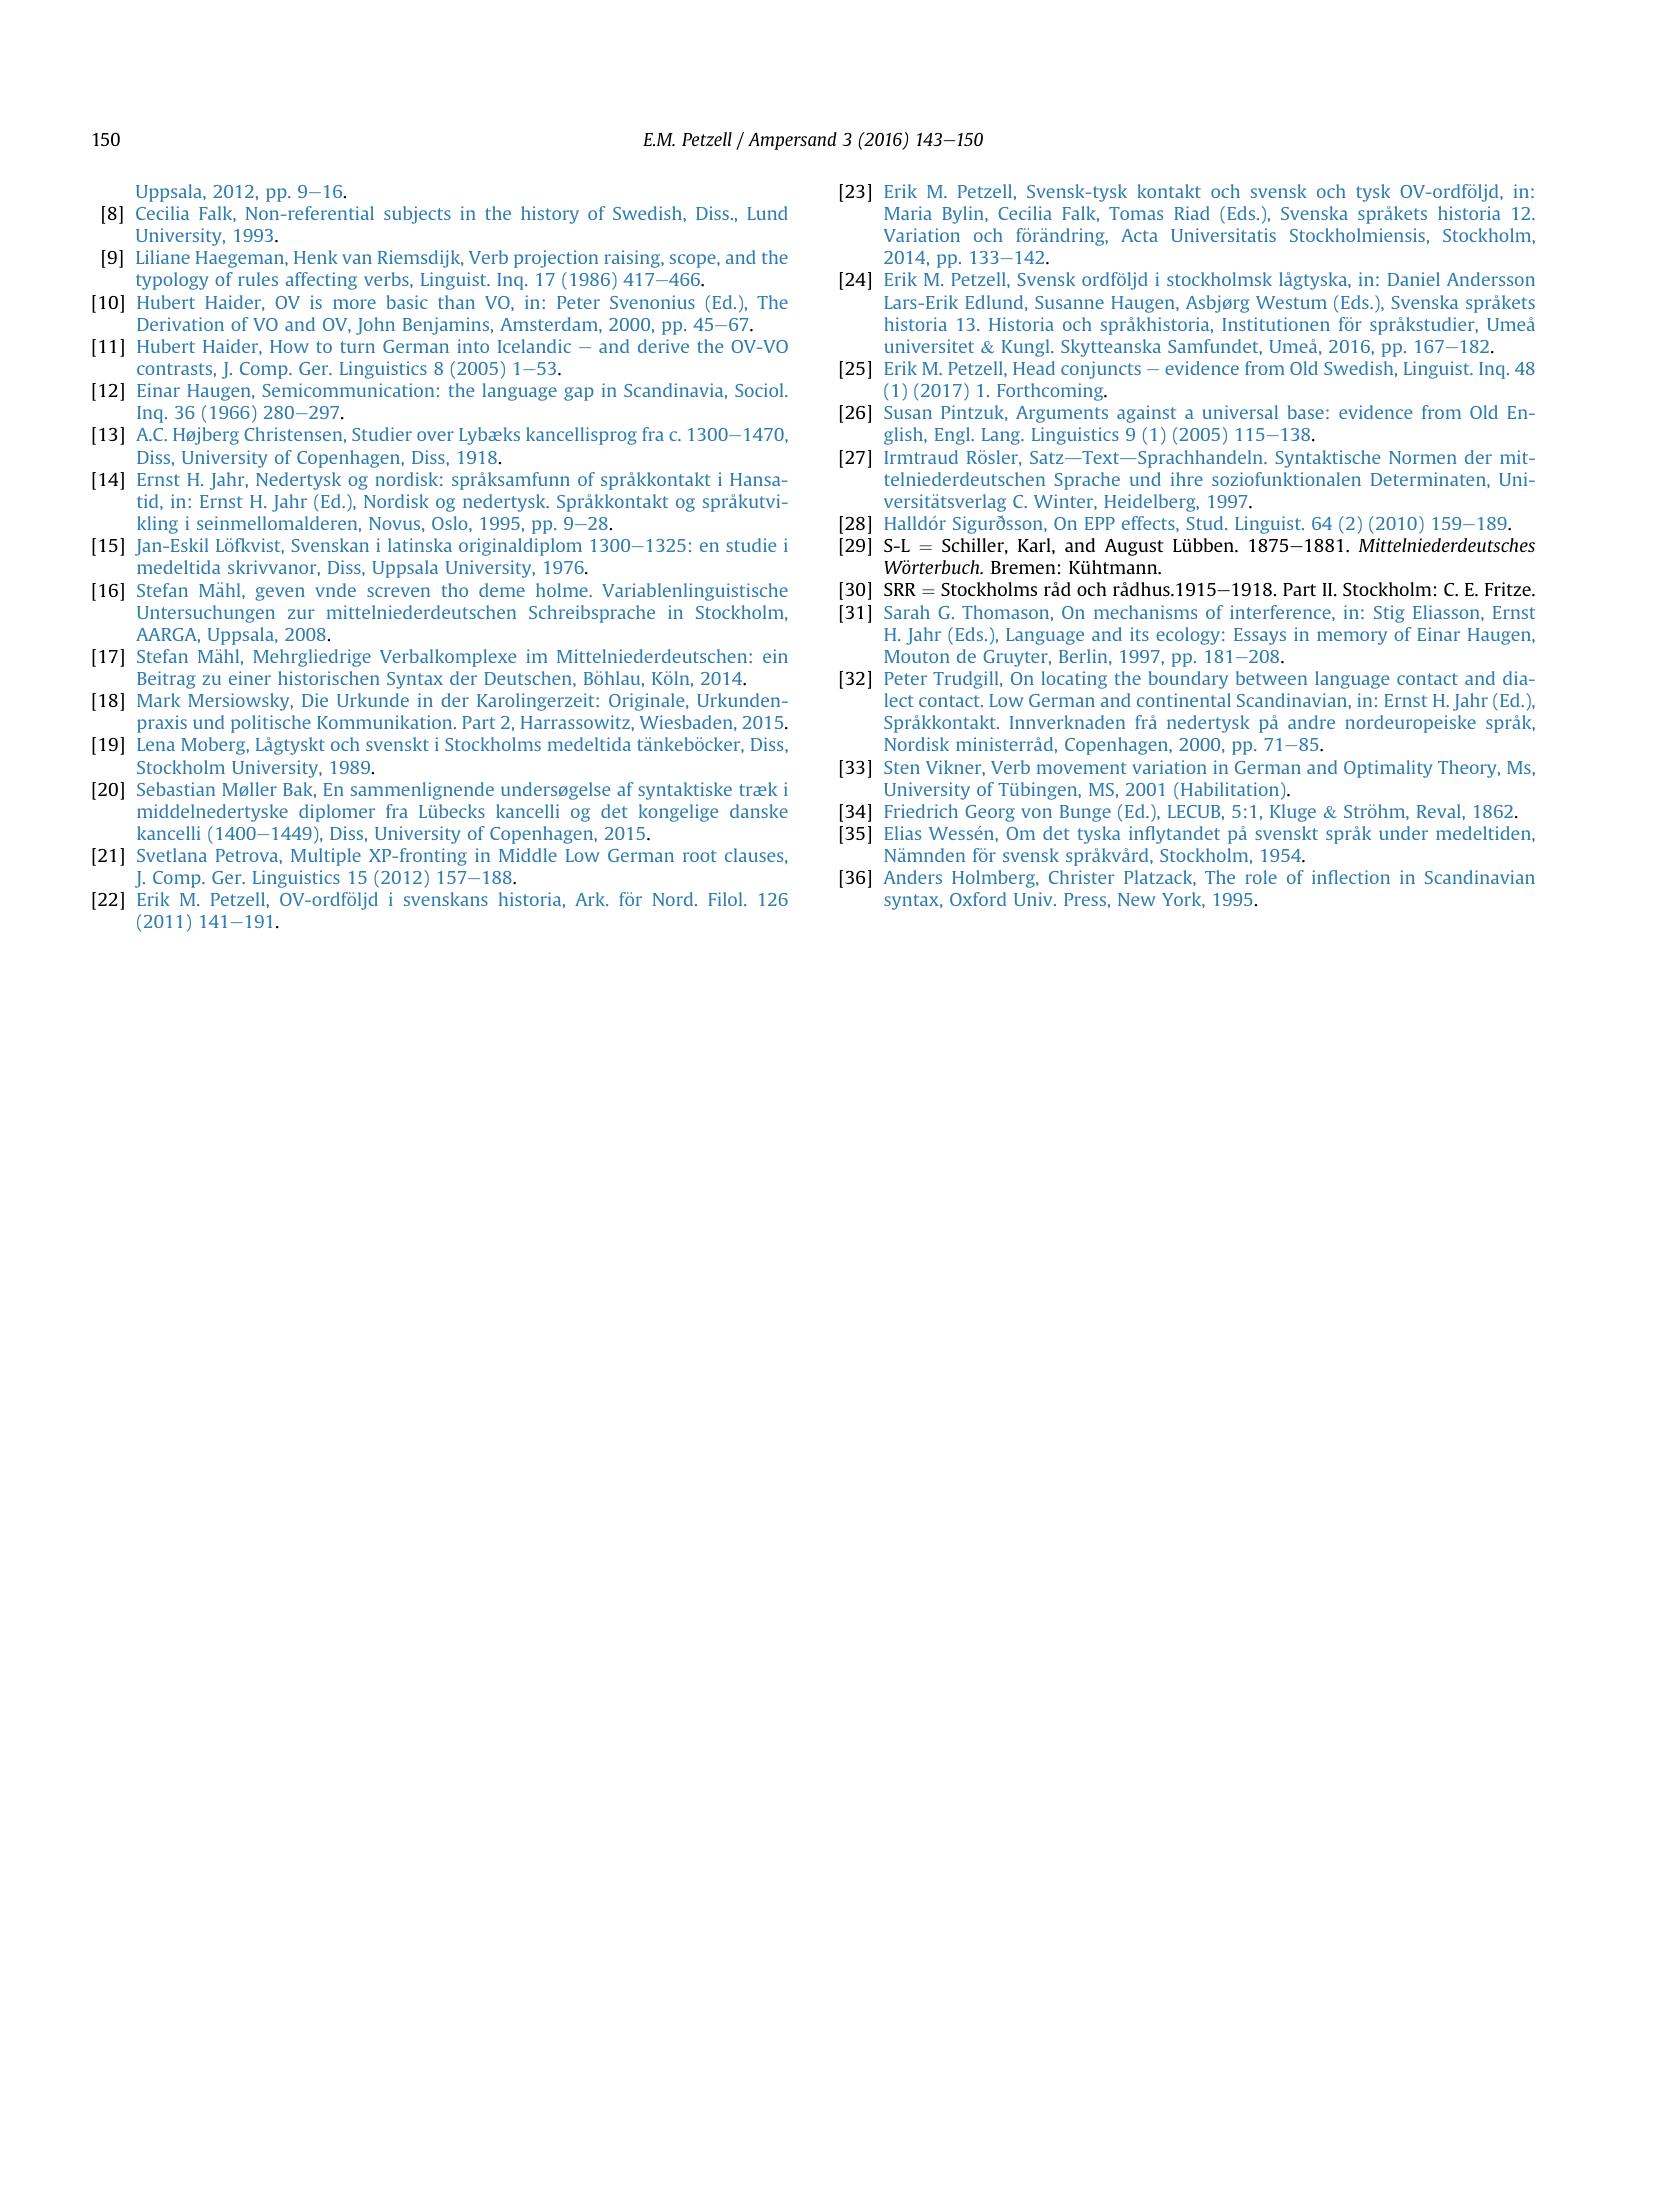 150
E.M. Petzell / Ampersand 3 (2016) 143–150
Uppsala, 2012, pp. 9–16.
[8] Cecilia Falk, Non-referential subjects in the history of Swedish, Diss., Lund
University, 1993.
[9] Liliane Haegeman, Henk van Riemsdijk, Verb projection raising, scope, and the
typology of rules affecting verbs, Linguist. Inq. 17 (1986) 417–466.
[10] Hubert Haider, OV is more basic than VO, in: Peter Svenonius (Ed.), The
Derivation of VO and OV, John Benjamins, Amsterdam, 2000, pp. 45–67.
[11] Hubert Haider, How to turn German into Icelandic – and derive the OV-VO
contrasts, J. Comp. Ger. Linguistics 8 (2005) 1–53.
[12] Einar Haugen, Semicommunication: the language gap in Scandinavia, Sociol.
Inq. 36 (1966) 280–297.
[13] A.C. Højberg Christensen, Studier over Lybæks kancellisprog fra c. 1300–1470,
Diss, University of Copenhagen, Diss, 1918.
[14] Ernst H. Jahr, Nedertysk og nordisk: språksamfunn of språkkontakt i Hansa-
tid, in: Ernst H. Jahr (Ed.), Nordisk og nedertysk. Språkkontakt og språkutvi-
kling i seinmellomalderen, Novus, Oslo, 1995, pp. 9–28.
[15] Jan-Eskil Löfkvist, Svenskan i latinska originaldiplom 1300–1325: en studie i
medeltida skrivvanor, Diss, Uppsala University, 1976.
[16] Stefan Mähl, geven vnde screven tho deme holme. Variablenlinguistische
Untersuchungen zur mittelniederdeutschen Schreibsprache in Stockholm,
AARGA, Uppsala, 2008.
[17] Stefan Mähl, Mehrgliedrige Verbalkomplexe im Mittelniederdeutschen: ein
Beitrag zu einer historischen Syntax der Deutschen, Böhlau, Köln, 2014.
[18] Mark Mersiowsky, Die Urkunde in der Karolingerzeit: Originale, Urkunden-
praxis und politische Kommunikation. Part 2, Harrassowitz, Wiesbaden, 2015.
[19] Lena Moberg, Lågtyskt och svenskt i Stockholms medeltida tänkeböcker, Diss,
Stockholm University, 1989.
[20] Sebastian Møller Bak, En sammenlignende undersøgelse af syntaktiske træk i
middelnedertyske diplomer fra Lübecks kancelli og det kongelige danske
kancelli (1400–1449), Diss, University of Copenhagen, 2015.
[21] Svetlana Petrova, Multiple XP-fronting in Middle Low German root clauses,
J. Comp. Ger. Linguistics 15 (2012) 157–188.
[22] Erik M. Petzell, OV-ordföljd i svenskans historia, Ark. för Nord. Filol. 126
(2011) 141–191.
[23] Erik M. Petzell, Svensk-tysk kontakt och svensk och tysk OV-ordföljd, in:
Maria Bylin, Cecilia Falk, Tomas Riad (Eds.), Svenska språkets historia 12.
Variation och förändring, Acta Universitatis Stockholmiensis, Stockholm,
2014, pp. 133–142.
[24] Erik M. Petzell, Svensk ordföljd i stockholmsk lågtyska, in: Daniel Andersson
Lars-Erik Edlund, Susanne Haugen, Asbjørg Westum (Eds.), Svenska språkets
historia 13. Historia och språkhistoria, Institutionen för språkstudier, Umeå
universitet & Kungl. Skytteanska Samfundet, Umeå, 2016, pp. 167–182.
[25] Erik M. Petzell, Head conjuncts – evidence from Old Swedish, Linguist. Inq. 48
(1) (2017) 1. Forthcoming.
[26] Susan Pintzuk, Arguments against a universal base: evidence from Old En-
glish, Engl. Lang. Linguistics 9 (1) (2005) 115–138.
[27] Irmtraud Rösler, Satz—Text—Sprachhandeln. Syntaktische Normen der mit-
telniederdeutschen Sprache und ihre soziofunktionalen Determinaten, Uni-
versitätsverlag C. Winter, Heidelberg, 1997.
[28] Halldór Sigurðsson, On EPP effects, Stud. Linguist. 64 (2) (2010) 159–189.
[29] S-L = Schiller, Karl, and August Lübben. 1875–1881. Mittelniederdeutsches
Wörterbuch. Bremen: Kühtmann.
[30] SRR = Stockholms råd och rådhus.1915–1918. Part II. Stockholm: C. E. Fritze.
[31] Sarah G. Thomason, On mechanisms of interference, in: Stig Eliasson, Ernst
H. Jahr (Eds.), Language and its ecology: Essays in memory of Einar Haugen,
Mouton de Gruyter, Berlin, 1997, pp. 181–208.
[32] Peter Trudgill, On locating the boundary between language contact and dia-
lect contact. Low German and continental Scandinavian, in: Ernst H. Jahr (Ed.),
Språkkontakt. Innverknaden frå nedertysk på andre nordeuropeiske språk,
Nordisk ministerråd, Copenhagen, 2000, pp. 71–85.
[33] Sten Vikner, Verb movement variation in German and Optimality Theory, Ms,
University of Tübingen, MS, 2001 (Habilitation).
[34] Friedrich Georg von Bunge (Ed.), LECUB, 5:1, Kluge & Ströhm, Reval, 1862.
[35] Elias Wessén, Om det tyska inflytandet på svenskt språk under medeltiden,
Nämnden för svensk språkvård, Stockholm, 1954.
[36] Anders Holmberg, Christer Platzack, The role of inflection in Scandinavian
syntax, Oxford Univ. Press, New York, 1995.